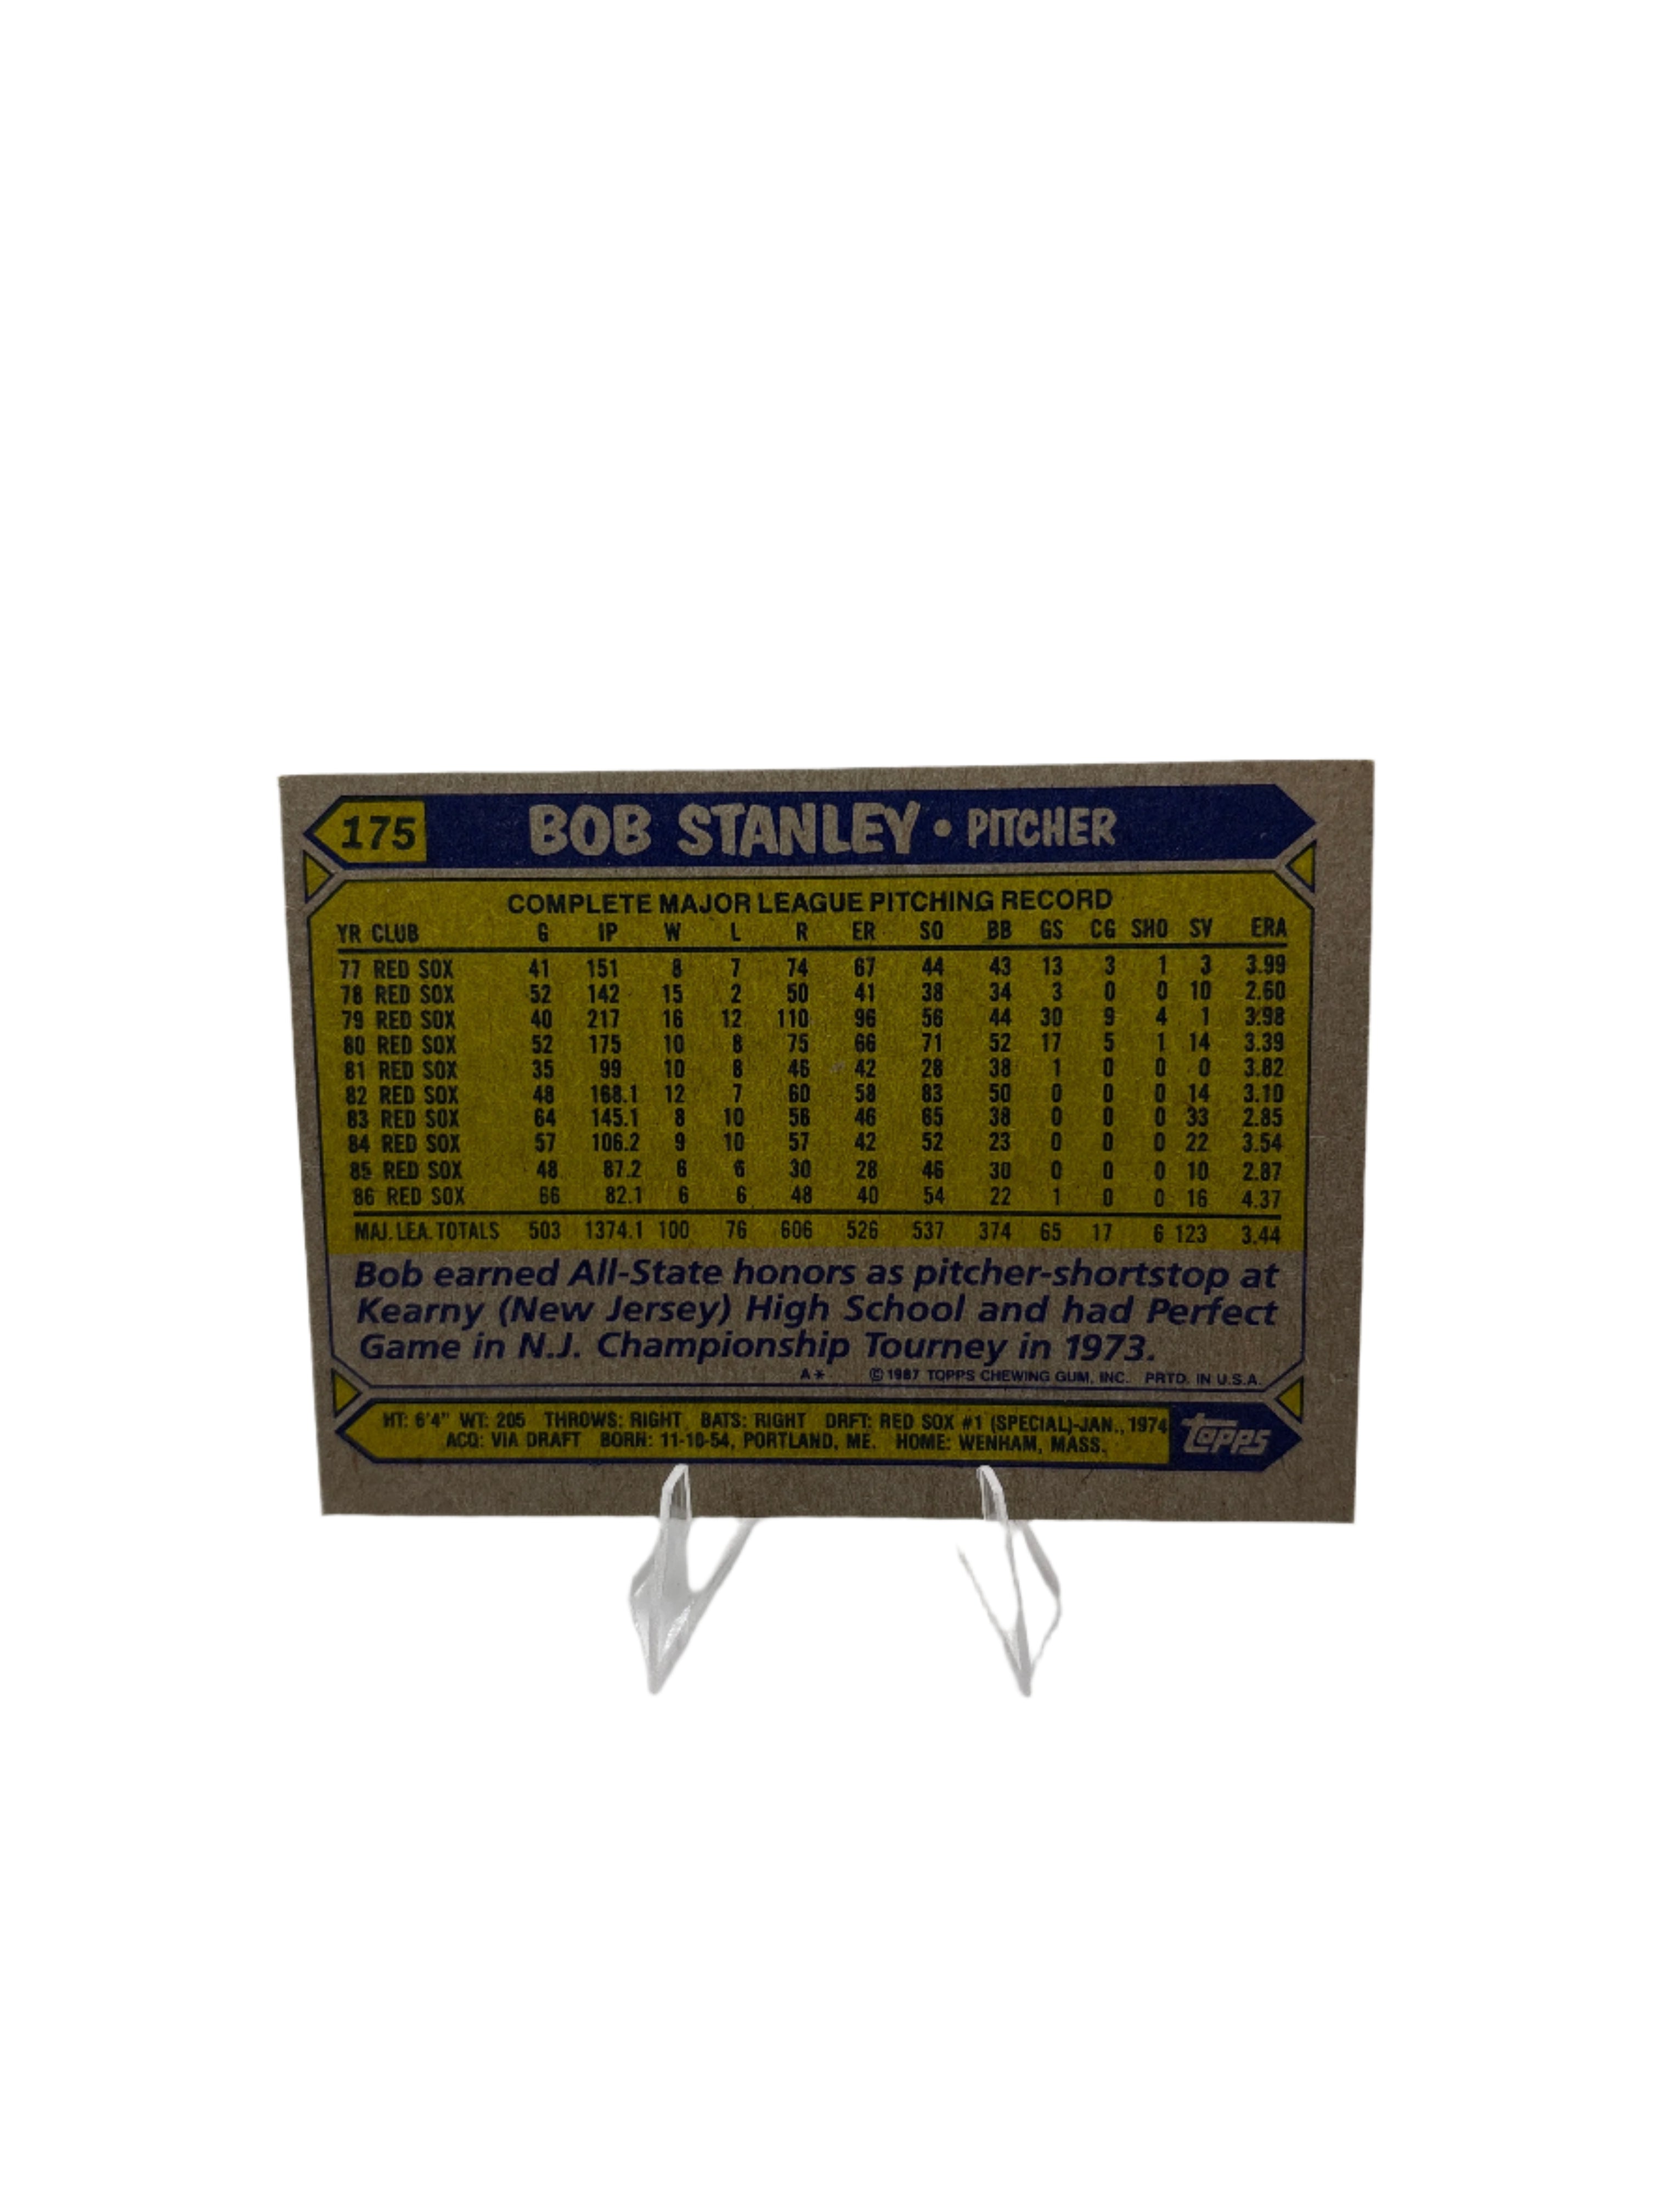 175 BOB STANLEY • PITCHER
COMPLETE MAJOR LEAGUE PITCHING RECORD
YR CLUB G IP W L R ER SO BB GS CG SHO SV ERA
77 RED SOX 41 151 8 7 74 67 44 43 13 3 1 3 3.99
78 RED SOX 52 142 15 2 50 41 38 34 3 0 0 10 2.60
79 RED SOX 40 217 16 12 110 96 56 44 30 9 4 1 3.98
80 RED SOX 52 175 10 8 75 66 71 52 17 5 1 14 3.39
81 RED SOX 35 99 10 8 46 42 28 38 1 0 0 0 3.82
82 RED SOX 48 168.1 12 7 60 58 83 50 0 0 0 14 3.10
83 RED SOX 64 145.1 8 10 56 46 65 38 0 0 0 33 2.85
84 RED SOX 57 106.2 9 10 57 42 52 23 0 0 0 22 3.54
85 RED SOX 48 87.2 6 6 30 28 46 30 0 0 0 10 2.87
86 RED SOX 66 82.1 6 6 48 40 54 22 1 0 0 16 4.37
MAJ. LEA. TOTALS 503 1374.1 100 76 606 526 537 374 65 17 6 123 3.44
Bob earned All-State honors as pitcher-shortstop at
Kearny (New Jersey) High School and had Perfect
Game in N.J. Championship Tourney in 1973.
A* © 1987 TOPPS CHEWING GUM, INC. PRTD. IN U.S.A.
HT: 6'4" WT: 205 THROWS: RIGHT BATS: RIGHT DRFT: RED SOX #1 (SPECIAL)-JAN., 1974
ACQ: VIA DRAFT BORN: 11-10-54, PORTLAND, ME. HOME: WENHAM, MASS.
topps